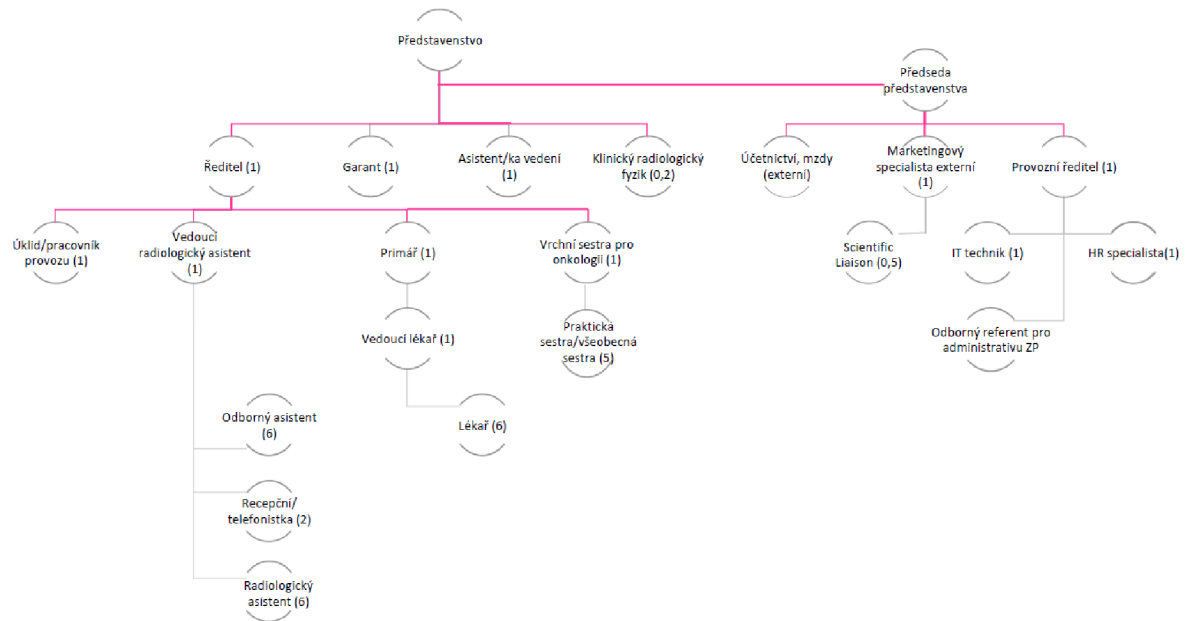 Představenstvo
Předseda
představenstva
Ředitel (1)
Garant (1)
Asistent/ka vedení
(1)
Klinický radiologický
fyzik (0,2)
Účetnictví, mzdy
(externí)
Marketingový
specialista externí
(1)
Provozní ředitel (1)
Úklid/pracovník
provozu (1)
Vedoucí
radiologický asistent
(1)
Primář (1)
Vrchní sestra pro
onkologii (1)
Scientific
Liaison (0,5)
IT technik (1)
HR specialista(1)
Vedoucí lékař (1)
Praktická
sestra/všeobecná
sestra (5)
Odborný referent pro
administrativu ZP
Odborný asistent
(6)
Lékař (6)
Recepční/
telefonistka (2)
Radiologický
asistent (6)